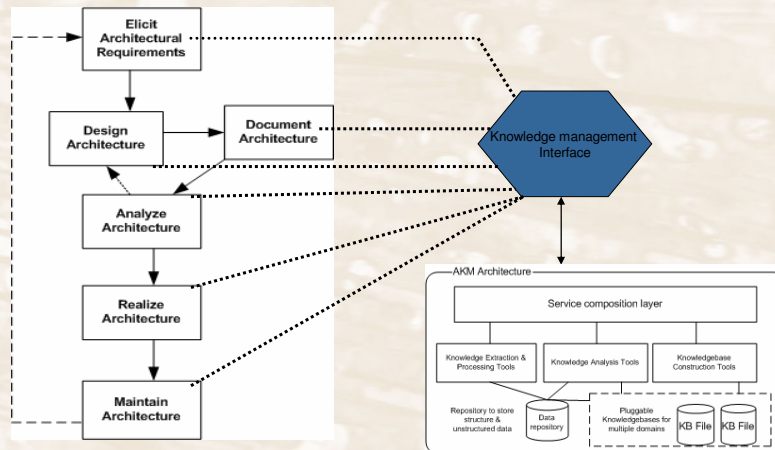 Elicit
Architectural
Requirements
Design
Architecture
Document
Architecture
Analyze
Architecture
Realize
Architecture
Maintain
Architecture
Knowledge management
Interface
AKM Architecture
Service composition layer
Knowledge Extraction &
Processing Tools
Knowledge Analysis Tools
Knowledgebase
Construction Tools
Repository to store
structure &
unstructured data
Data
repository
Pluggable
Knowledgebases for
multiple domains
KB File
KB File